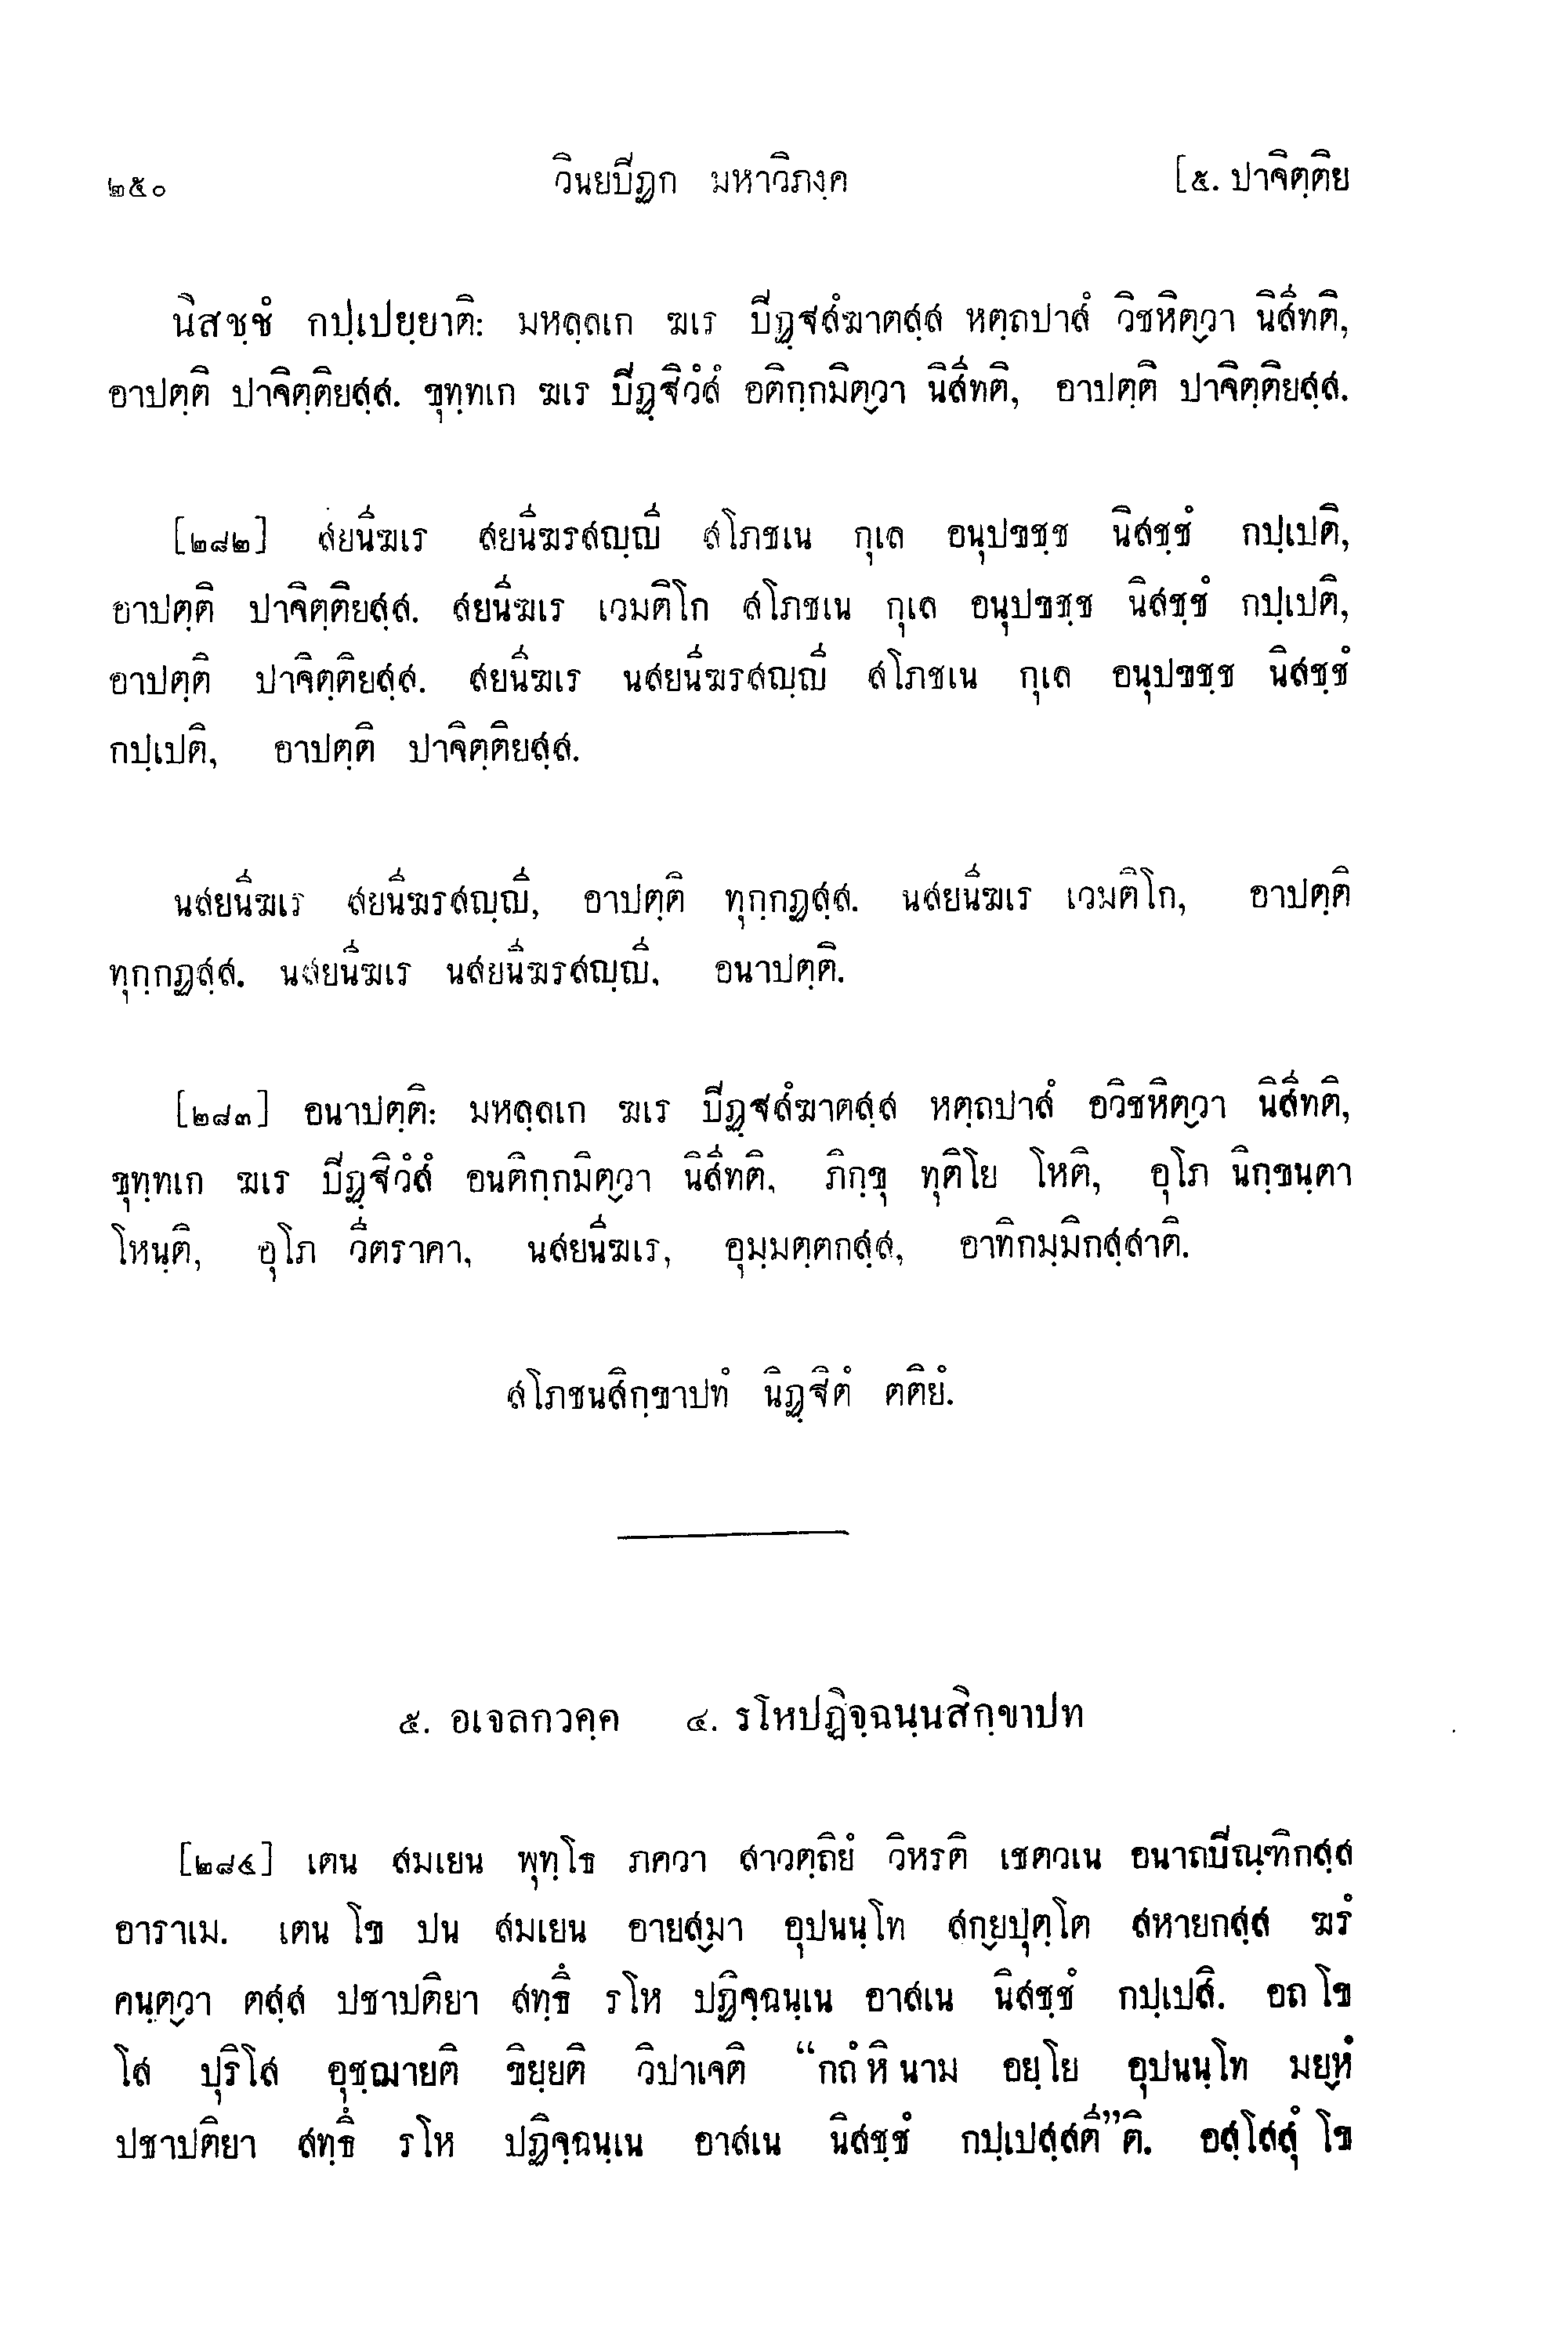 ๒๕๐ วินยปีฏก มหาวิภงฺค [๕. ปาจิตฺติย
นิสชฺชํ กปฺเปยฺยาติ: มหลฺลเก ฆเร ปีฏฺฐสํฆาตสฺส หตฺถปาสํ วิชหิตฺวา นิสีทติ,
อาปตฺติ ปาจิตฺติยสฺส. ขุทฺทเก ฆเร ปีฏฺฐิวํสํ อติกฺกมิตฺวา นิสีทติ, อาปตฺติ ปาจิตฺติยสฺส.
[๒๘๒] สยนีฆเร สยนีฆรสญฺญี สโภชเน กุเล อนุปขชฺช นิสชฺชํ กปฺเปติ,
อาปตฺติ ปาจิตฺติยสฺส. สยนีฆเร เวมติโก สโภชเน กุเล อนุปขชฺช นิสชฺชํ กปฺเปติ,
อาปตฺติ ปาจิตฺติยสฺส. สยนีฆเร นสยนีฆรสญฺญี สโภชเน กุเล อนุปขชฺช นิสชฺชํ
กปฺเปติ, อาปตฺติ ปาจิตฺติยสฺส.
นสยนีฆเร สยนีฆรสญฺญี, อาปตฺติ ทุกฺกฏสฺส. นสยนีฆเร เวมติโก, อาปตฺติ
ทุกฺกฏสฺส. นสยนีฆเร นสยนีฆรสญฺญี, อนาปตฺติ.
[๒๘๓] อนาปตฺติ: มหลฺลเก ฆเร ปีฏฺฐสํฆาตสฺส หตฺถปาสํ อวิชหิตฺวา นิสีทติ,
ขุทฺทเก ฆเร ปีฏฺฐิวํสํ อนติกฺกมิตฺวา นิสีทติ, ภิกฺขุ ทุติโย โหติ, อุโภ นิกฺขนฺตา
โหนฺติ, อุโภ วีตราคา, นสยนีฆเร, อุมฺมตฺตกสฺส, อาทิกมฺมิกสฺสาติ.
สโภชนสิกฺขาปทํ นิฏฺฐิตํ ตติยํ.
๕. อเจลกวคฺค ๔. รโหปฏิจฺฉนฺนสิกฺขาปท
[๒๘๔] เตน สมเยน พุทฺโธ ภควา สาวตฺถิยํ วิหรติ เชตวเน อนาถปีณฺฑิกสฺส
อาราเม. เตน โข ปน สมเยน อายสฺมา อุปนนฺโท สกฺยปุตฺโต สหายกสฺส ฆรํ
คนฺตฺวา ตสฺส ปชาปติยา สทฺธึ รโห ปฏิจฺฉนฺเน อาสเน นิสชฺชํ กปฺเปสิ. อถ โข
โส ปุริโส อุชฺฌายติ ขิยฺยติ วิปาเจติ “กถํ หิ นาม อยฺโย อุปนนฺโท มยฺหํ
ปชาปติยา สทฺธึ รโห ปฏิจฺฉนฺเน อาสเน นิสชฺชํ กปฺเปสฺสตี”ติ. อสฺโสสุํ โข